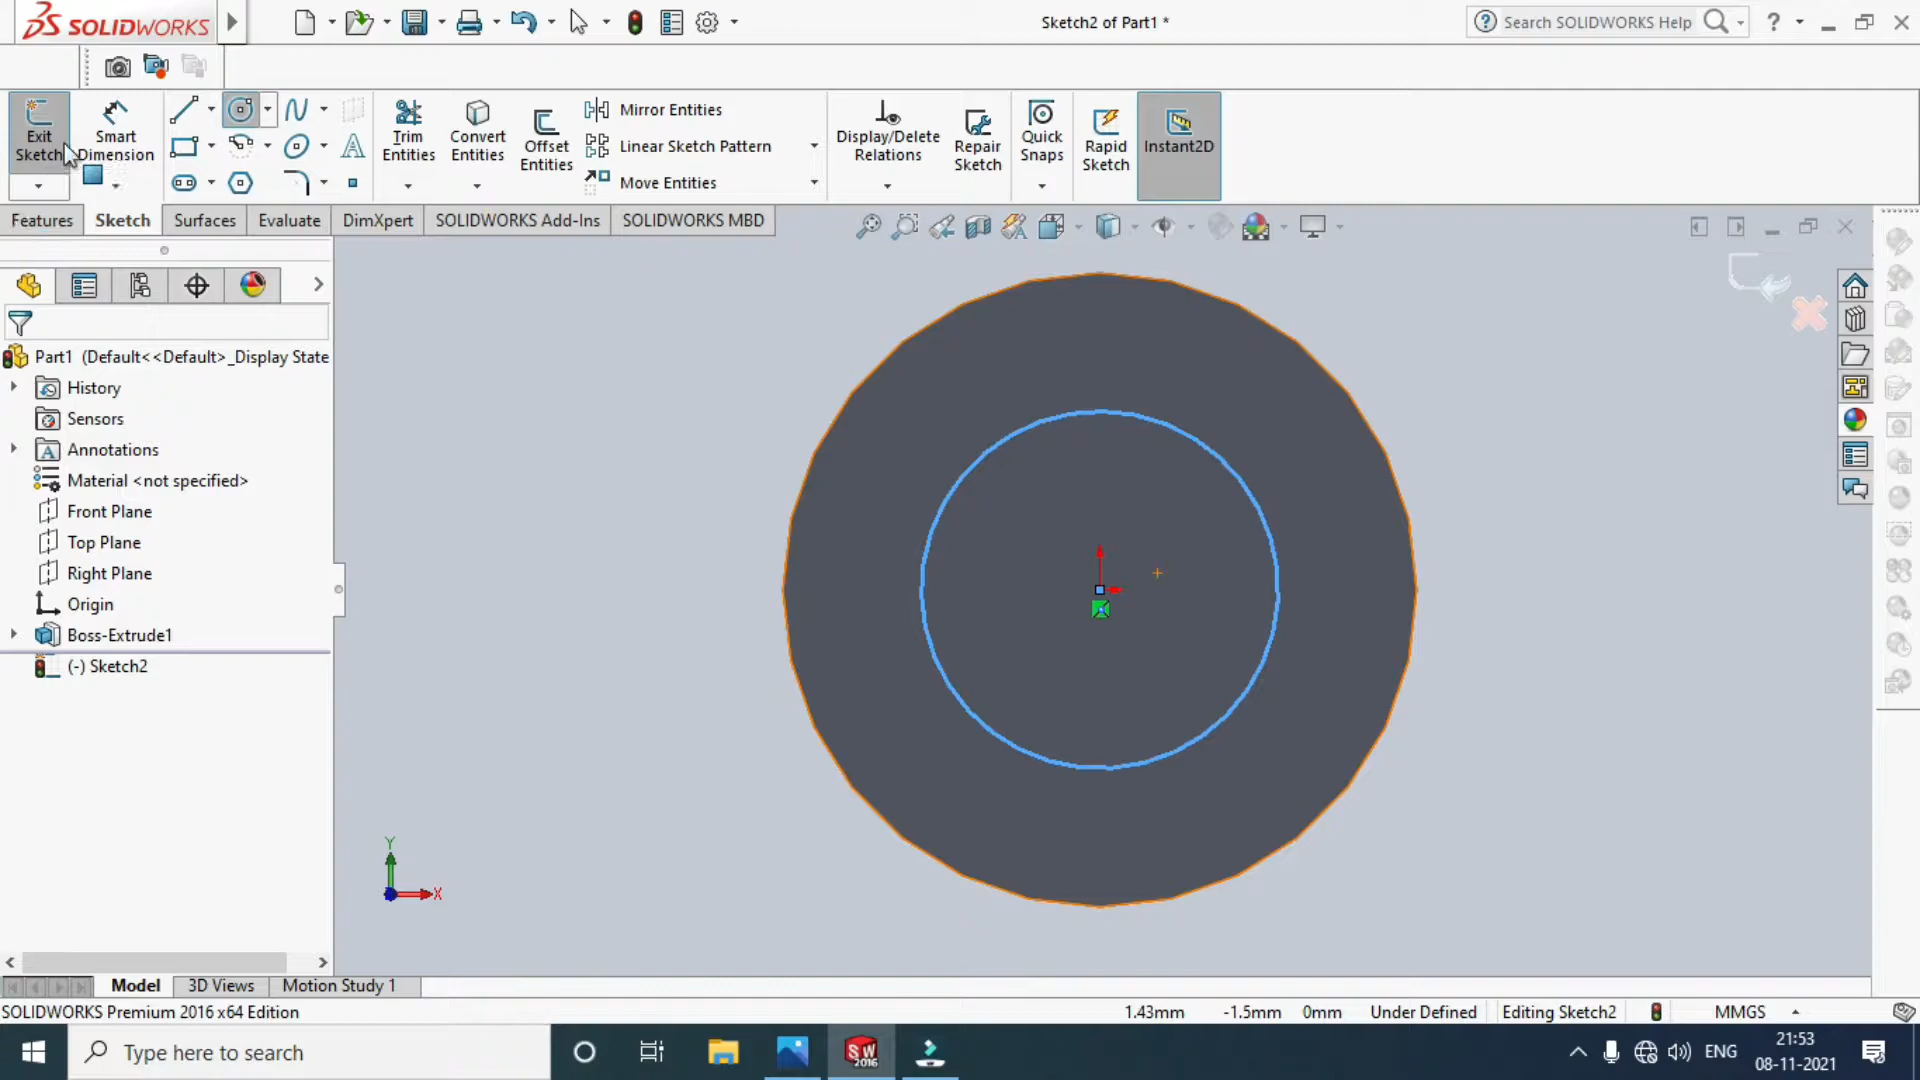 SOLIDWORKS
Sketch2 of Part1 *
Search SOLIDWORKS Help
Exit Sketch
Smart Dimension
Trim Entities
Convert Entities
Offset Entities
Mirror Entities
Linear Sketch Pattern
Move Entities
Display/Delete Relations
Repair Sketch
Quick Snaps
Rapid Sketch
Instant2D
Features
Sketch
Surfaces
Evaluate
DimXpert
SOLIDWORKS Add-Ins
SOLIDWORKS MBD
Part1 (Default<<Default>_Display State
History
Sensors
Annotations
Material <not specified>
Front Plane
Top Plane
Right Plane
Origin
Boss-Extrude1
(-) Sketch2
Y
X
Model
3D Views
Motion Study 1
SOLIDWORKS Premium 2016 x64 Edition
1.43mm
-1.5mm
0mm
Under Defined
Editing Sketch2
MMGS
Type here to search
SW
2016
ENG
21:53
08-11-2021